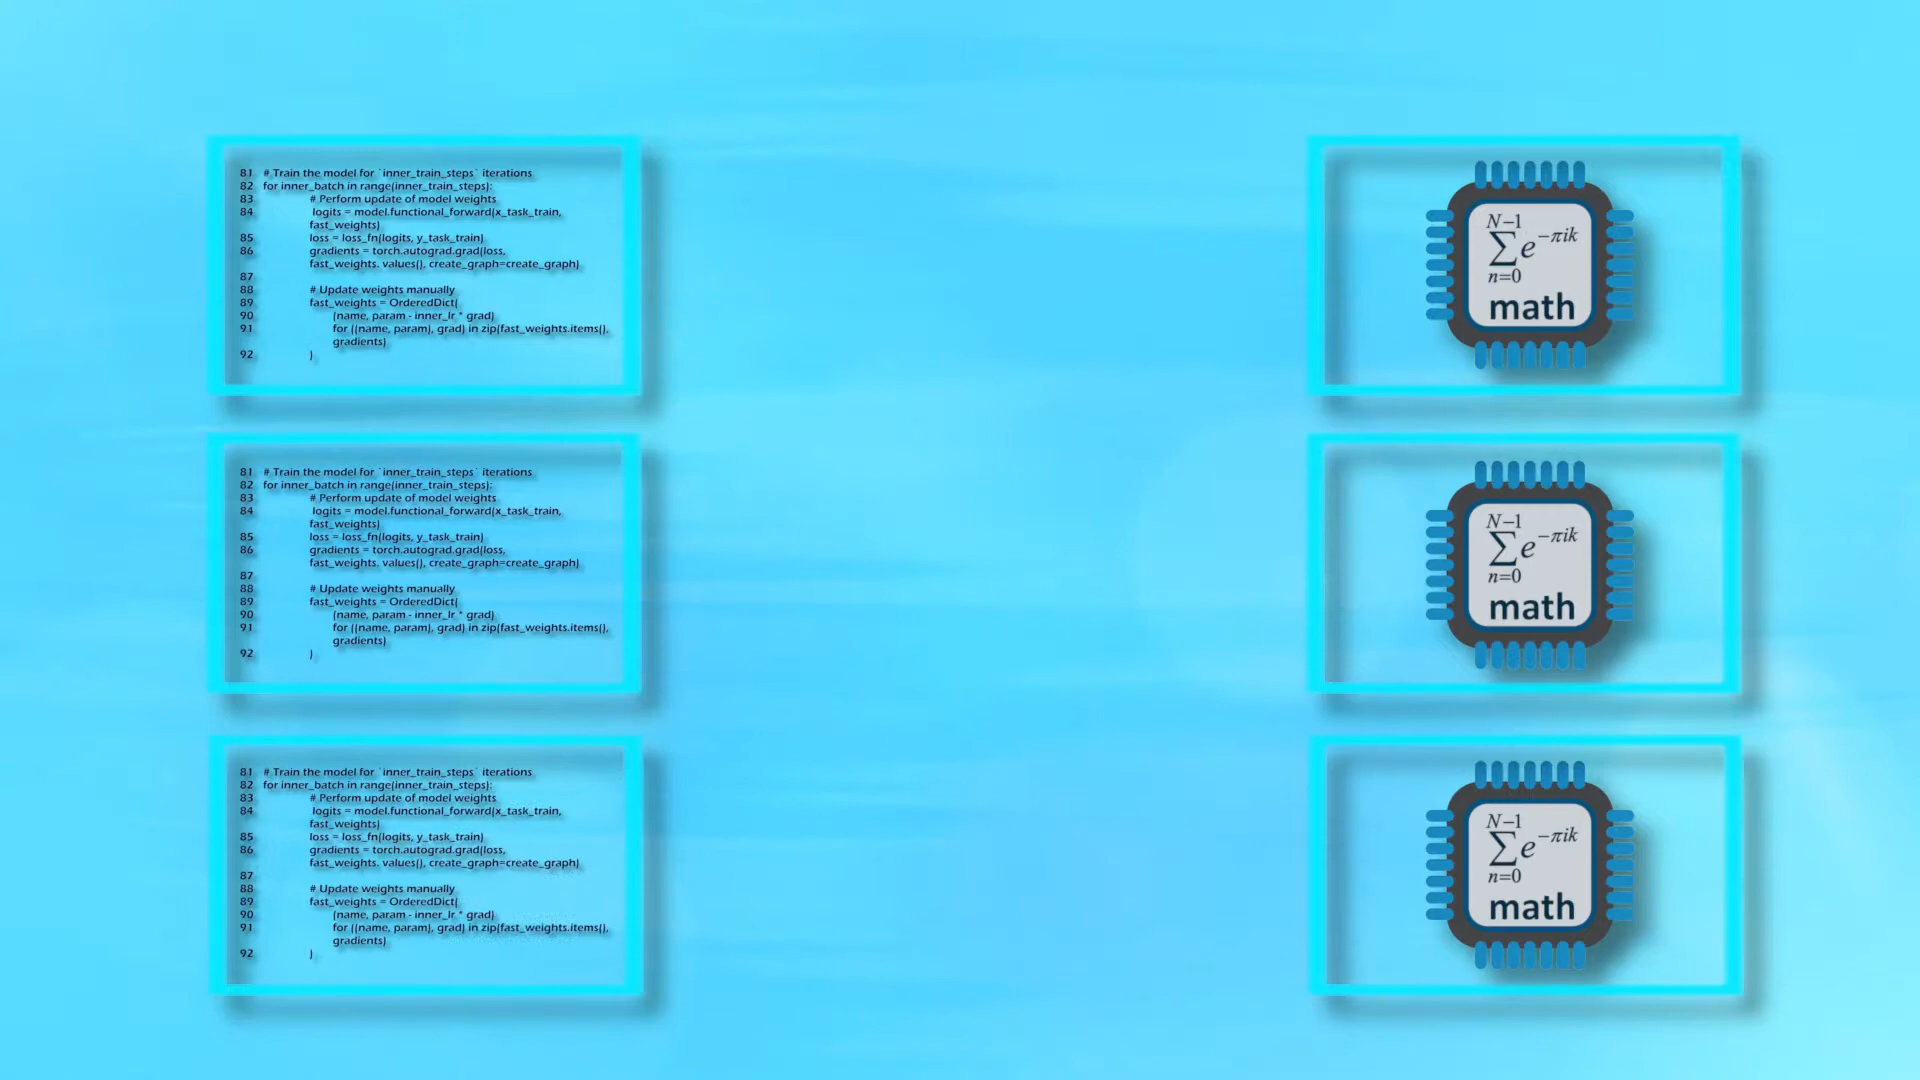 81 # Train the model for `inner_train_steps` iterations
82 for inner_batch in range(inner_train_steps):
83 # Perform update of model weights
84 logits = model.functional_forward(x_task_train,
fast_weights)
85 loss = loss_fn(logits, y_task_train)
86 gradients = torch.autograd.grad(loss,
fast_weights. values(), create_graph=create_graph)
87
88 # Update weights manually
89 fast_weights = OrderedDict(
90 (name, param - inner_lr * grad)
91 for ((name, param), grad) in zip(fast_weights.items(),
gradients)
92 )
N−1
∑e^{−πik}
n=0
math
81 # Train the model for `inner_train_steps` iterations
82 for inner_batch in range(inner_train_steps):
83 # Perform update of model weights
84 logits = model.functional_forward(x_task_train,
fast_weights)
85 loss = loss_fn(logits, y_task_train)
86 gradients = torch.autograd.grad(loss,
fast_weights. values(), create_graph=create_graph)
87
88 # Update weights manually
89 fast_weights = OrderedDict(
90 (name, param - inner_lr * grad)
91 for ((name, param), grad) in zip(fast_weights.items(),
gradients)
92 )
N−1
∑e^{−πik}
n=0
math
81 # Train the model for `inner_train_steps` iterations
82 for inner_batch in range(inner_train_steps):
83 # Perform update of model weights
84 logits = model.functional_forward(x_task_train,
fast_weights)
85 loss = loss_fn(logits, y_task_train)
86 gradients = torch.autograd.grad(loss,
fast_weights. values(), create_graph=create_graph)
87
88 # Update weights manually
89 fast_weights = OrderedDict(
90 (name, param - inner_lr * grad)
91 for ((name, param), grad) in zip(fast_weights.items(),
gradients)
92 )
N−1
∑e^{−πik}
n=0
math